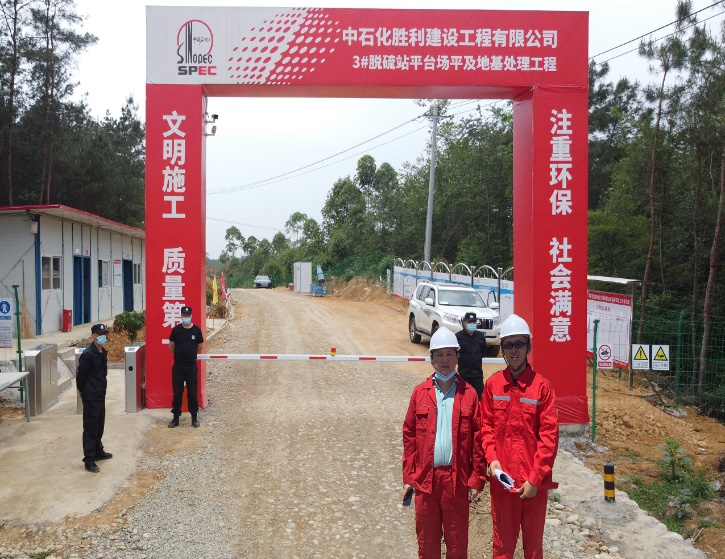 Sinopec
SPEC
中石化胜利建设工程有限公司
3#脱硫站平台场平及地基处理工程
文明施工 质量第一
注重环保 社会满意